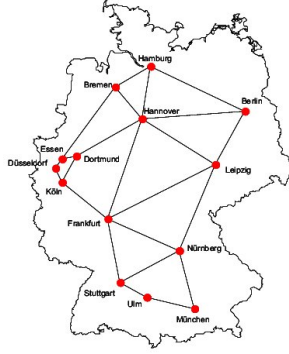 Hamburg
Bremen
Berlin
Hannover
Essen
Dortmund
Düsseldorf
Leipzig
Köln
Frankfurt
Nürnberg
Stuttgart
Ulm
München